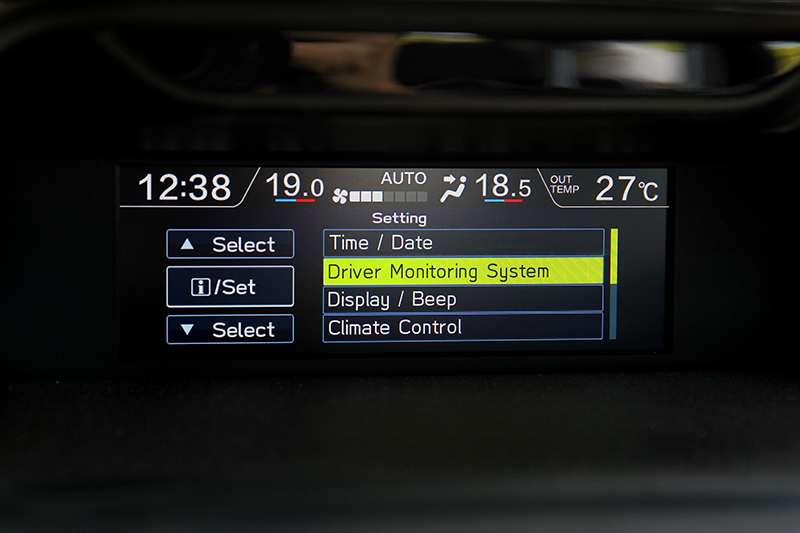 12:38 19.0 AUTO 18.5 OUT TEMP 27°C
Setting
▲ Select
i/Set
▼ Select
Time / Date
Driver Monitoring System
Display / Beep
Climate Control